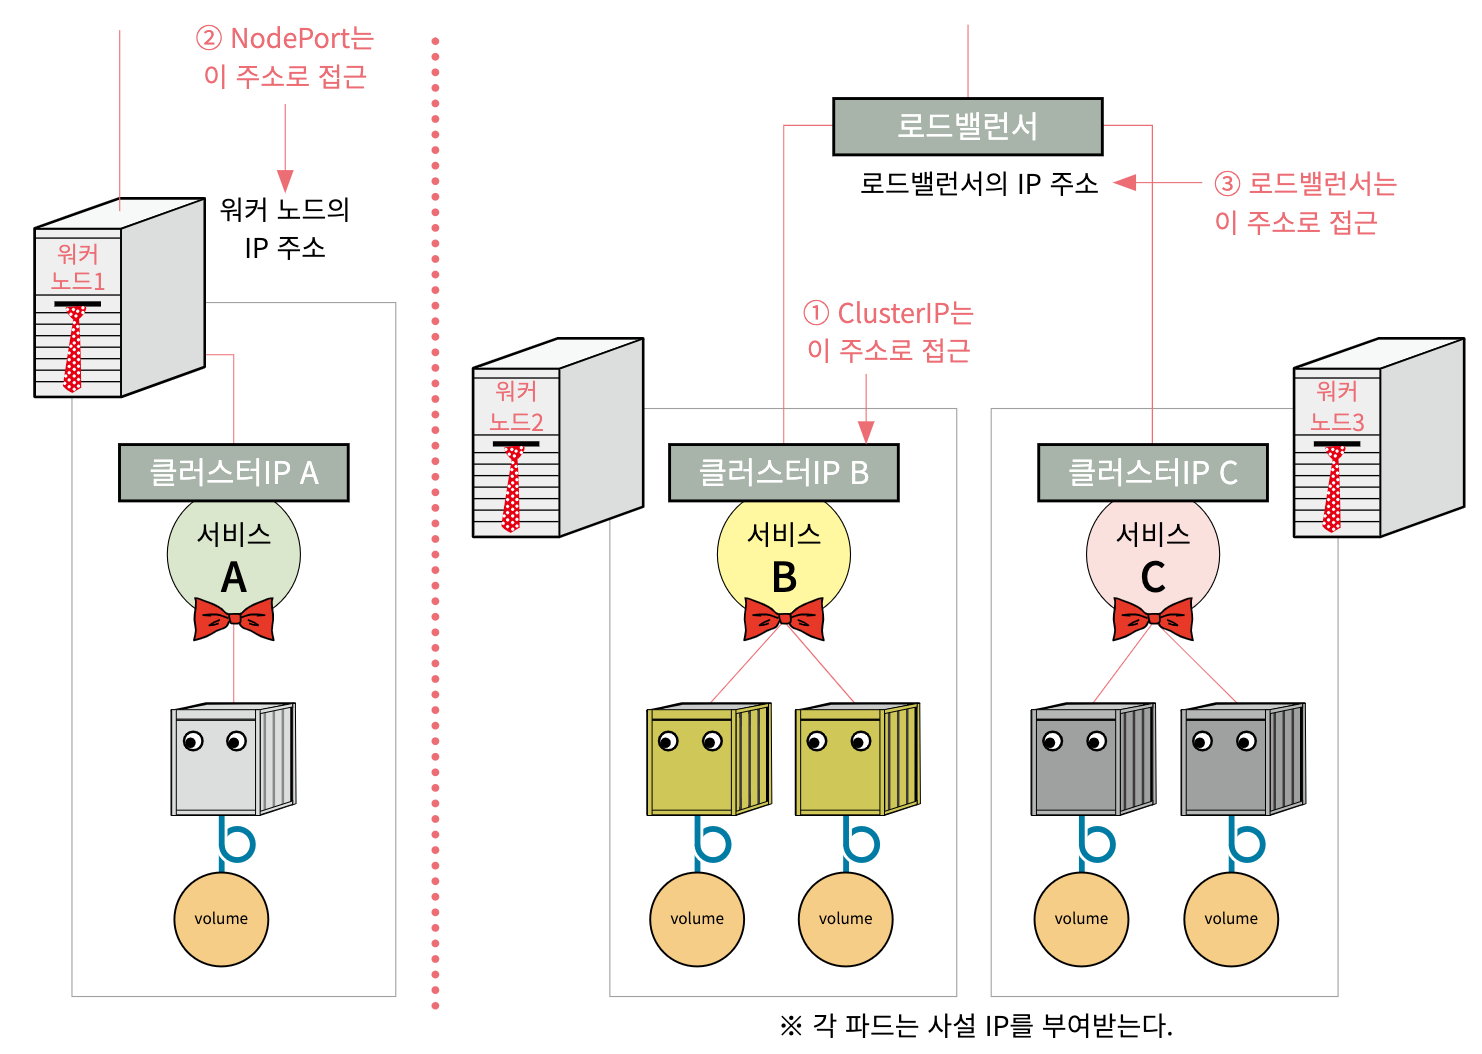 ② NodePort는
이 주소로 접근
워커 노드의
IP 주소
워커
노드1
클러스터IP A
서비스
A
volume
로드밸런서
로드밸런서의 IP 주소
③ 로드밸런서는
이 주소로 접근
① ClusterIP는
이 주소로 접근
워커
노드2
클러스터IP B
서비스
B
volume
volume
워커
노드3
클러스터IP C
서비스
C
volume
volume
※ 각 파드는 사설 IP를 부여받는다.